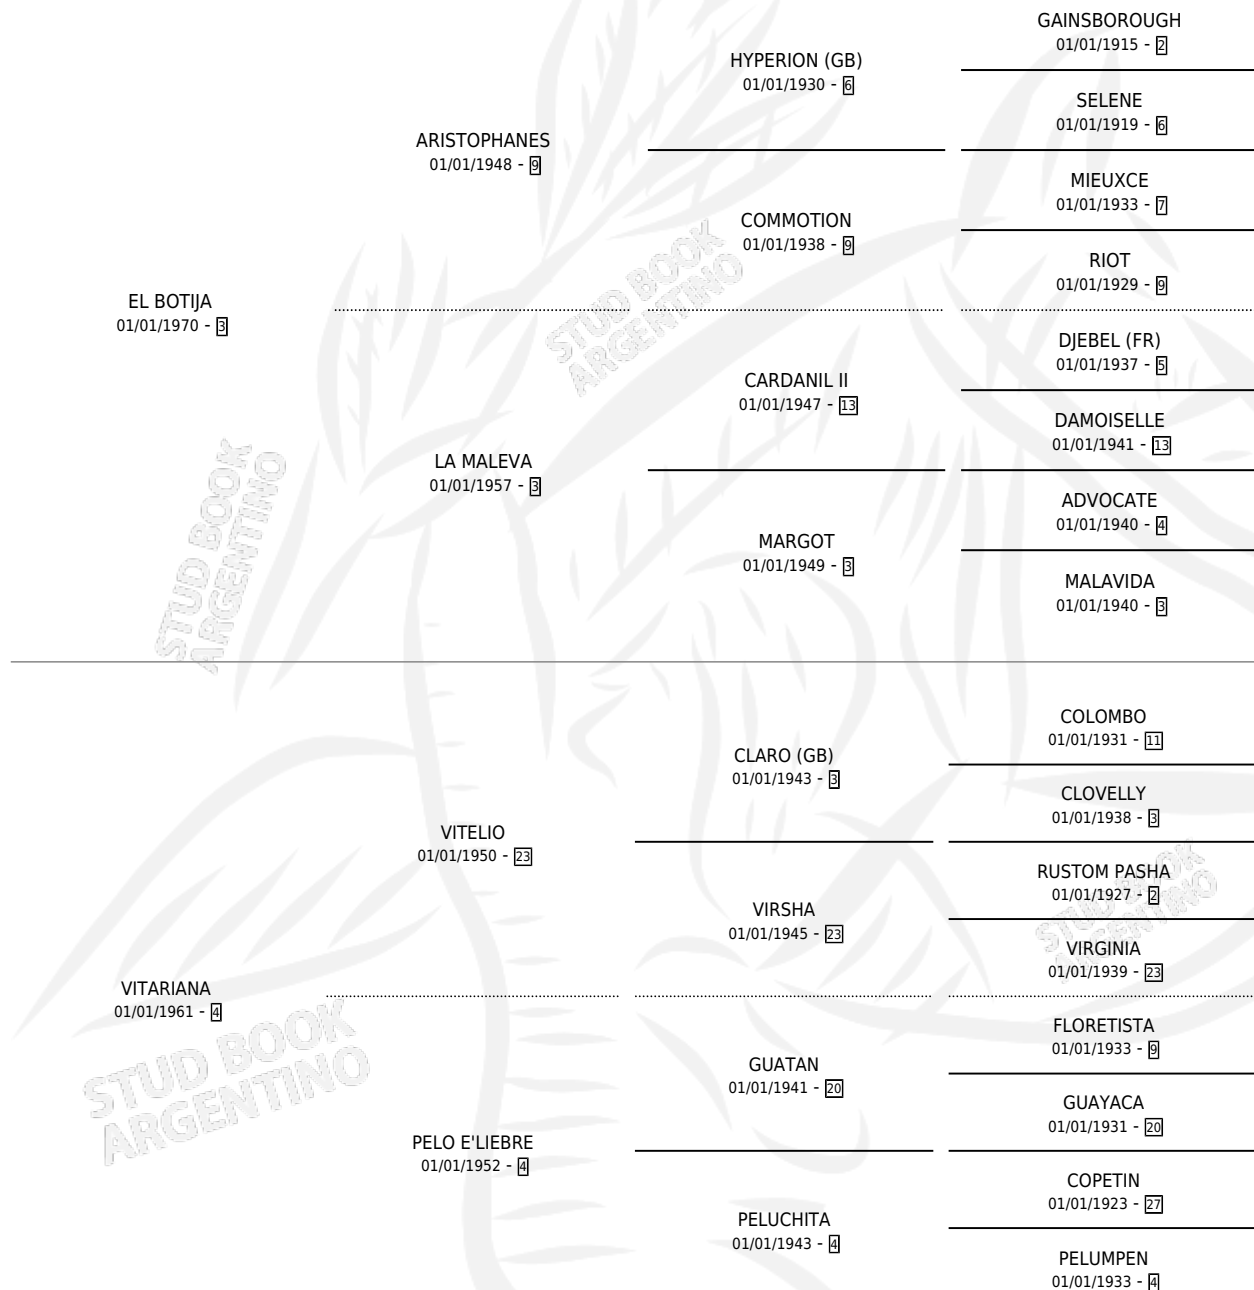 GAINSBOROUGH
01/01/1915 - 2
HYPERION (GB)
01/01/1930 - 6
SELENE
01/01/1919 - 6
ARISTOPHANES
01/01/1948 - 9
MIEUXCE
01/01/1933 - 7
COMMOTION
01/01/1938 - 9
RIOT
01/01/1929 - 9
EL BOTIJA
01/01/1970 - 3
DJEBEL (FR)
01/01/1937 - 5
CARDANIL II
01/01/1947 - 13
DAMOISELLE
01/01/1941 - 13
LA MALEVA
01/01/1957 - 3
ADVOCATE
01/01/1940 - 4
MARGOT
01/01/1949 - 3
MALAVIDA
01/01/1940 - 3
STUD BOOK
ARGENTINO
STUD BOOK
ARGENTINO
COLOMBO
01/01/1931 - 11
CLARO (GB)
01/01/1943 - 3
CLOVELLY
01/01/1938 - 3
VITELIO
01/01/1950 - 23
RUSTOM PASHA
01/01/1927 - 2
VIRSHA
01/01/1945 - 23
VIRGINIA
01/01/1939 - 23
STUD BOOK
ARGENTINO
VITARIANA
01/01/1961 - 4
FLORETISTA
01/01/1933 - 9
GUATAN
01/01/1941 - 20
GUAYACA
01/01/1931 - 20
STUD BOOK
ARGENTINO
PELO E'LIEBRE
01/01/1952 - 4
COPETIN
01/01/1923 - 27
PELUCHITA
01/01/1943 - 4
PELUMPEN
01/01/1933 - 4